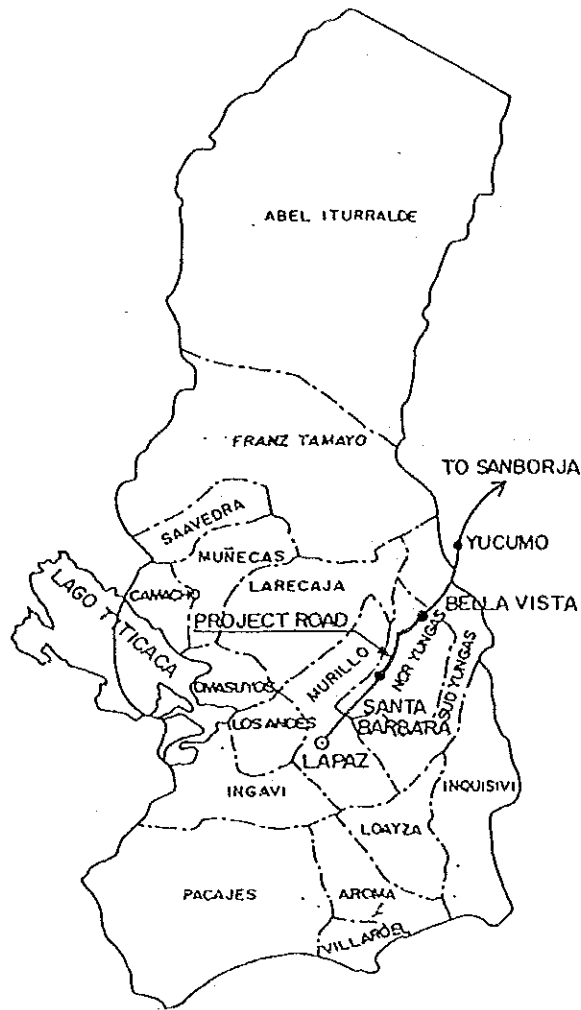 ABEL ITURRALDE
FRANZ TAMAYO
TO SANBORJA
SAAVEDRA
YUCUMO
MUÑECAS
LAGO TITICACA
CAMACHO
LARECAJA
BELLA VISTA
PROJECT ROAD
MURILLO
NOR YUNGAS
SUD YUNGAS
OMASUYOS
SANTA
BARBARA
LOS ANDES
LAPAZ
INGAVI
INQUISIVI
LOAYZA
PACAJES
AROMA
VILLAROEL